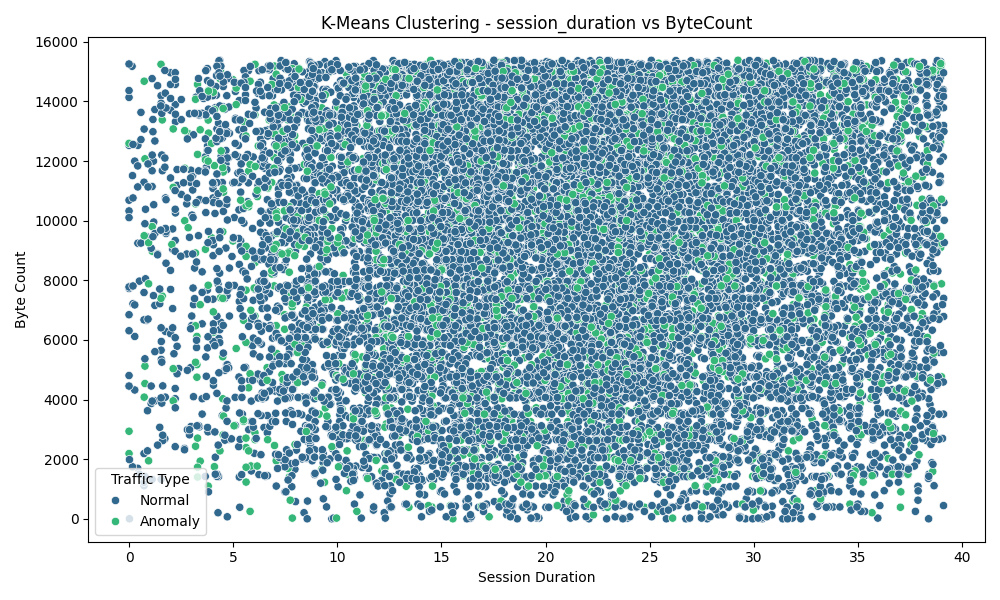 K-Means Clustering - session_duration vs ByteCount
16000
14000
12000
10000
8000
6000
4000
2000
0
Byte Count
Traffic Type
Normal
Anomaly
0 5 10 15 20 25 30 35 40
Session Duration